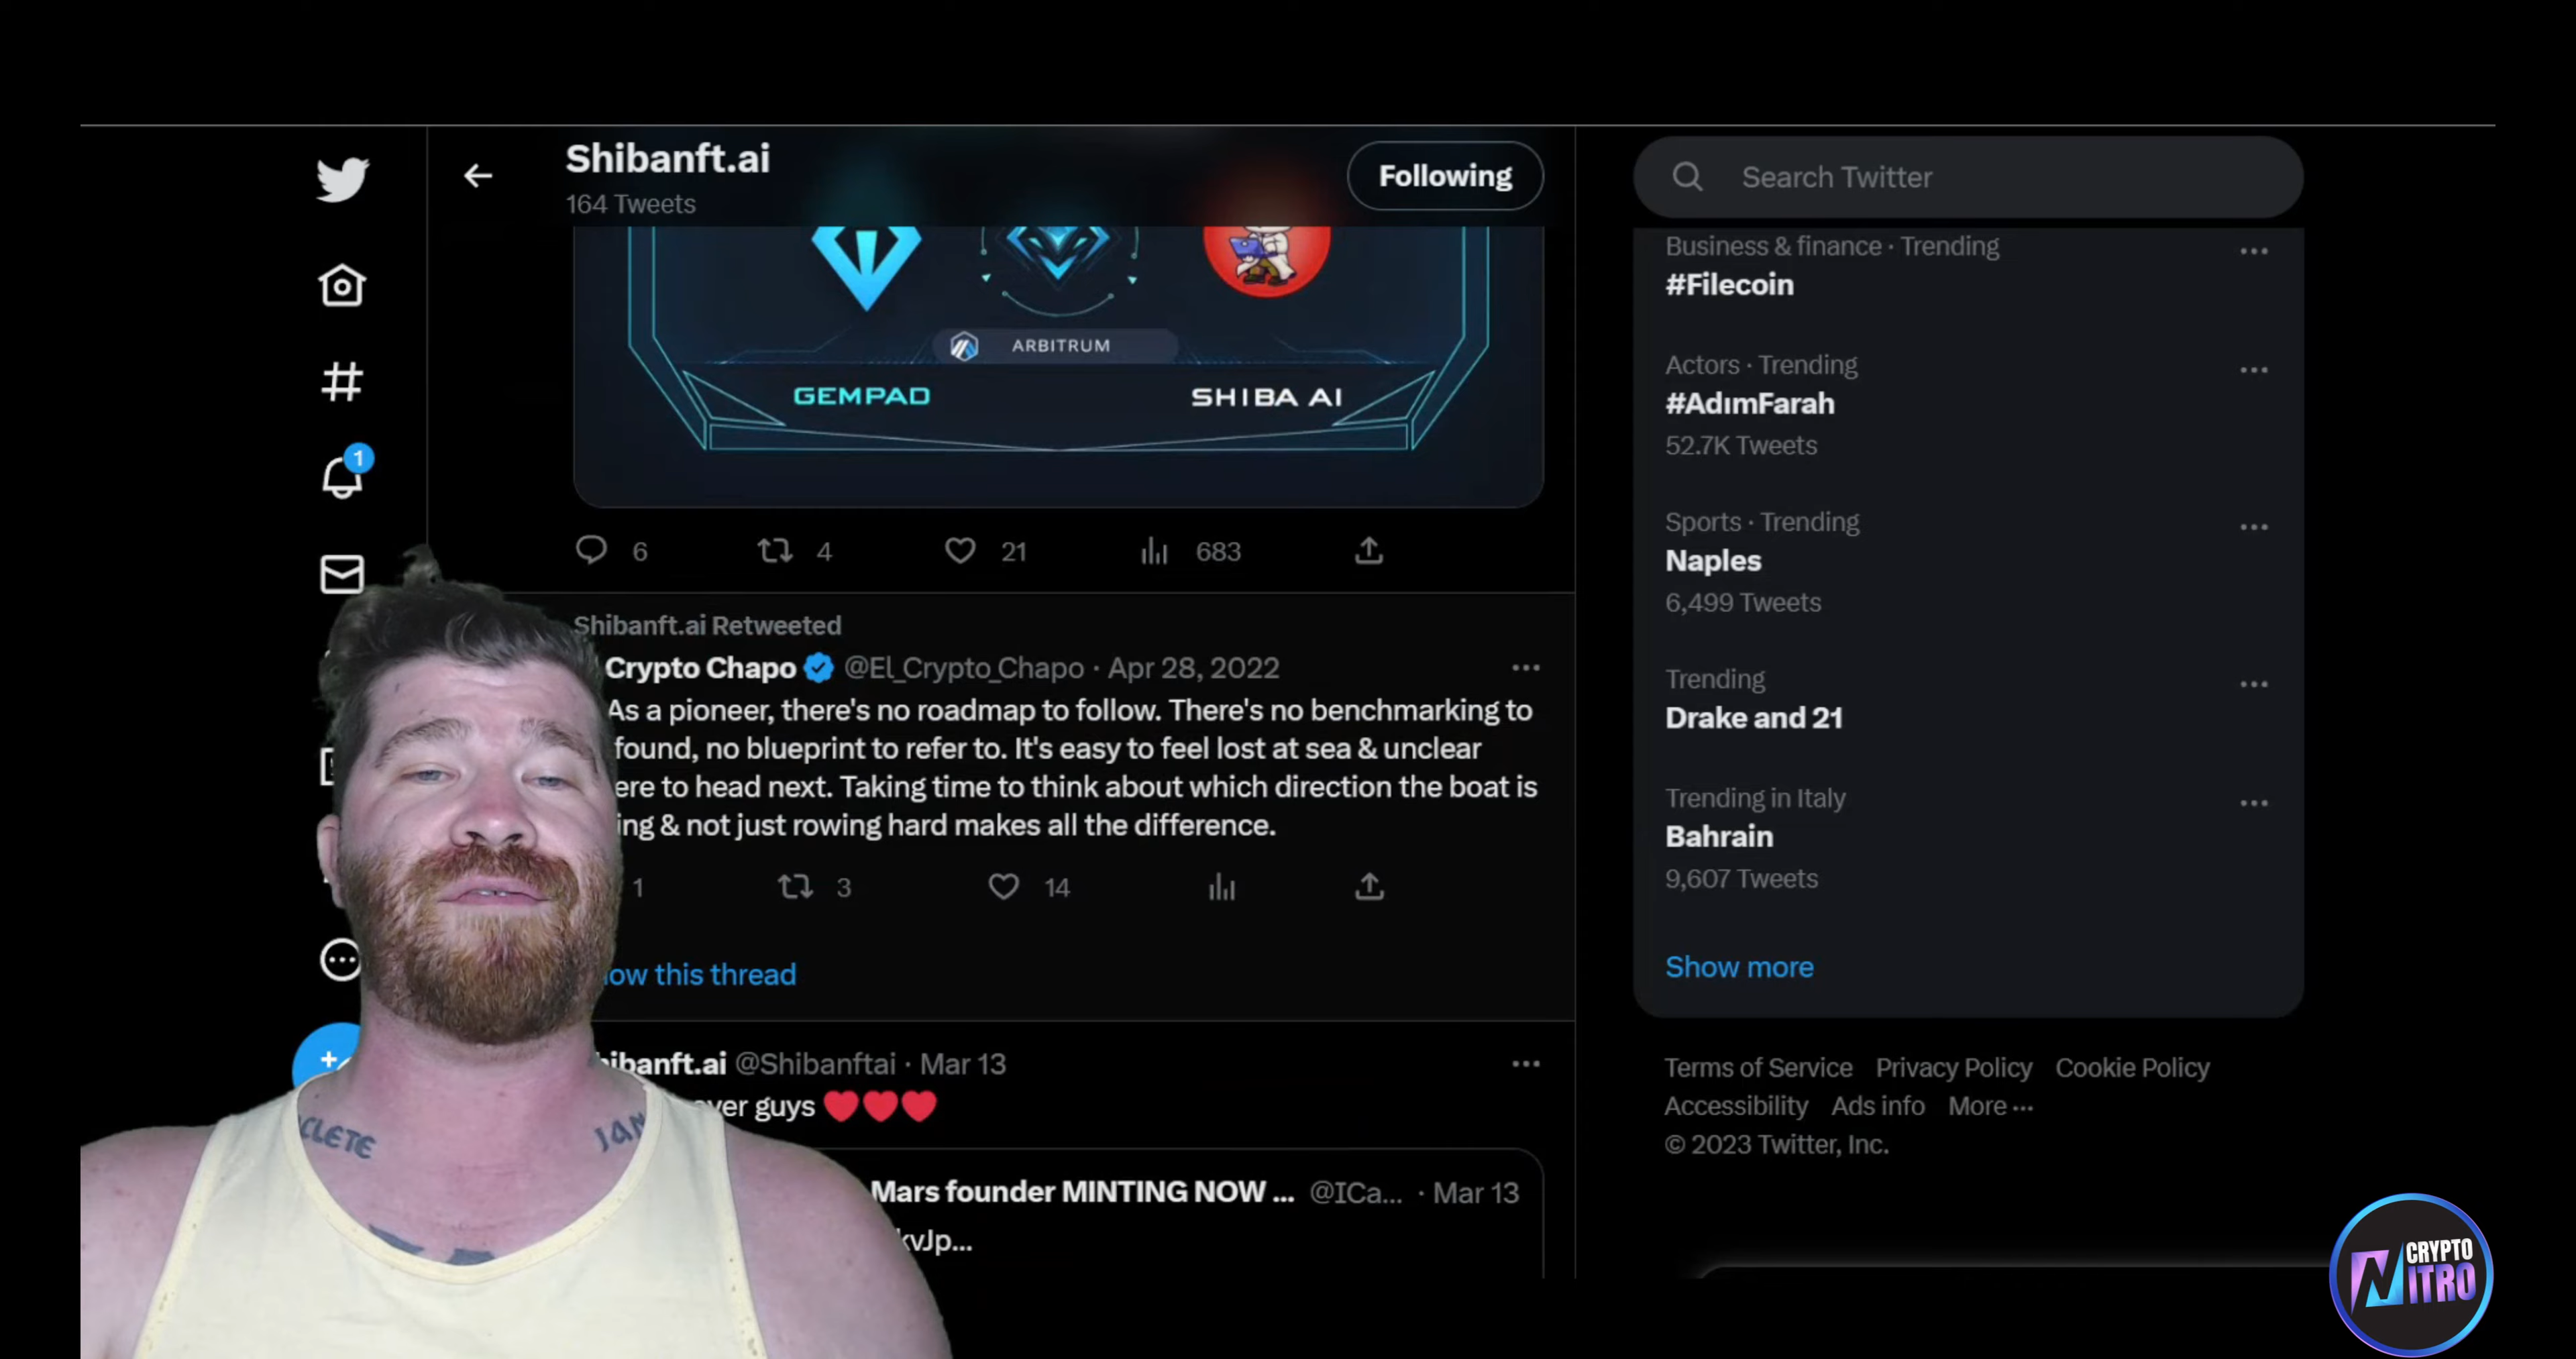 Shibanft.ai
164 Tweets
Following
GEMPAD
ARBITRUM
SHIBA AI
6 4 21 683
Shibanft.ai Retweeted
Crypto Chapo @El_Crypto_Chapo · Apr 28, 2022
As a pioneer, there's no roadmap to follow. There's no benchmarking to
found, no blueprint to refer to. It's easy to feel lost at sea & unclear
ere to head next. Taking time to think about which direction the boat is
ing & not just rowing hard makes all the difference.
1 3 14
ow this thread
hibanft.ai @Shibanftai · Mar 13
ver guys ❤️❤️❤️
Mars founder MINTING NOW ... @ICa... · Mar 13
kvJp...
1
Search Twitter
Business & finance · Trending
#Filecoin
Actors · Trending
#AdımFarah
52.7K Tweets
Sports · Trending
Naples
6,499 Tweets
Trending
Drake and 21
Trending in Italy
Bahrain
9,607 Tweets
Show more
Terms of Service Privacy Policy Cookie Policy
Accessibility Ads info More ...
© 2023 Twitter, Inc.
CLETE
JAN
CRYPTO
NITRO